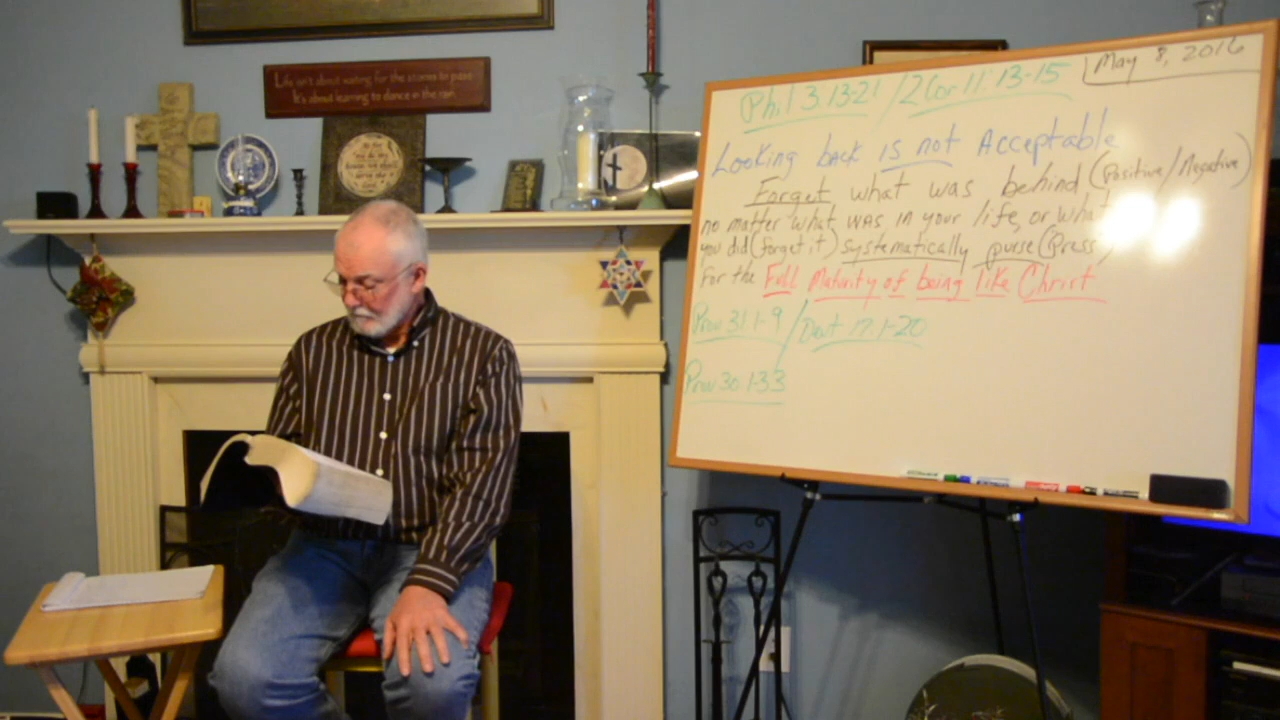 Life isn't about waiting for the storms to pass
It's about learning to dance in the rain
May 8, 2016
Phil 3:13-21 / 2 Cor 11:13-15
Looking back is not Acceptable
Forget what was behind (Positive/Negative)
no matter what was in your life, or what
you did (forget it) systematically purse (Press)
for the Full Maturity of being like Christ
Prov 31:1-9 / Deut 17:1-20
Prov 30:1-33